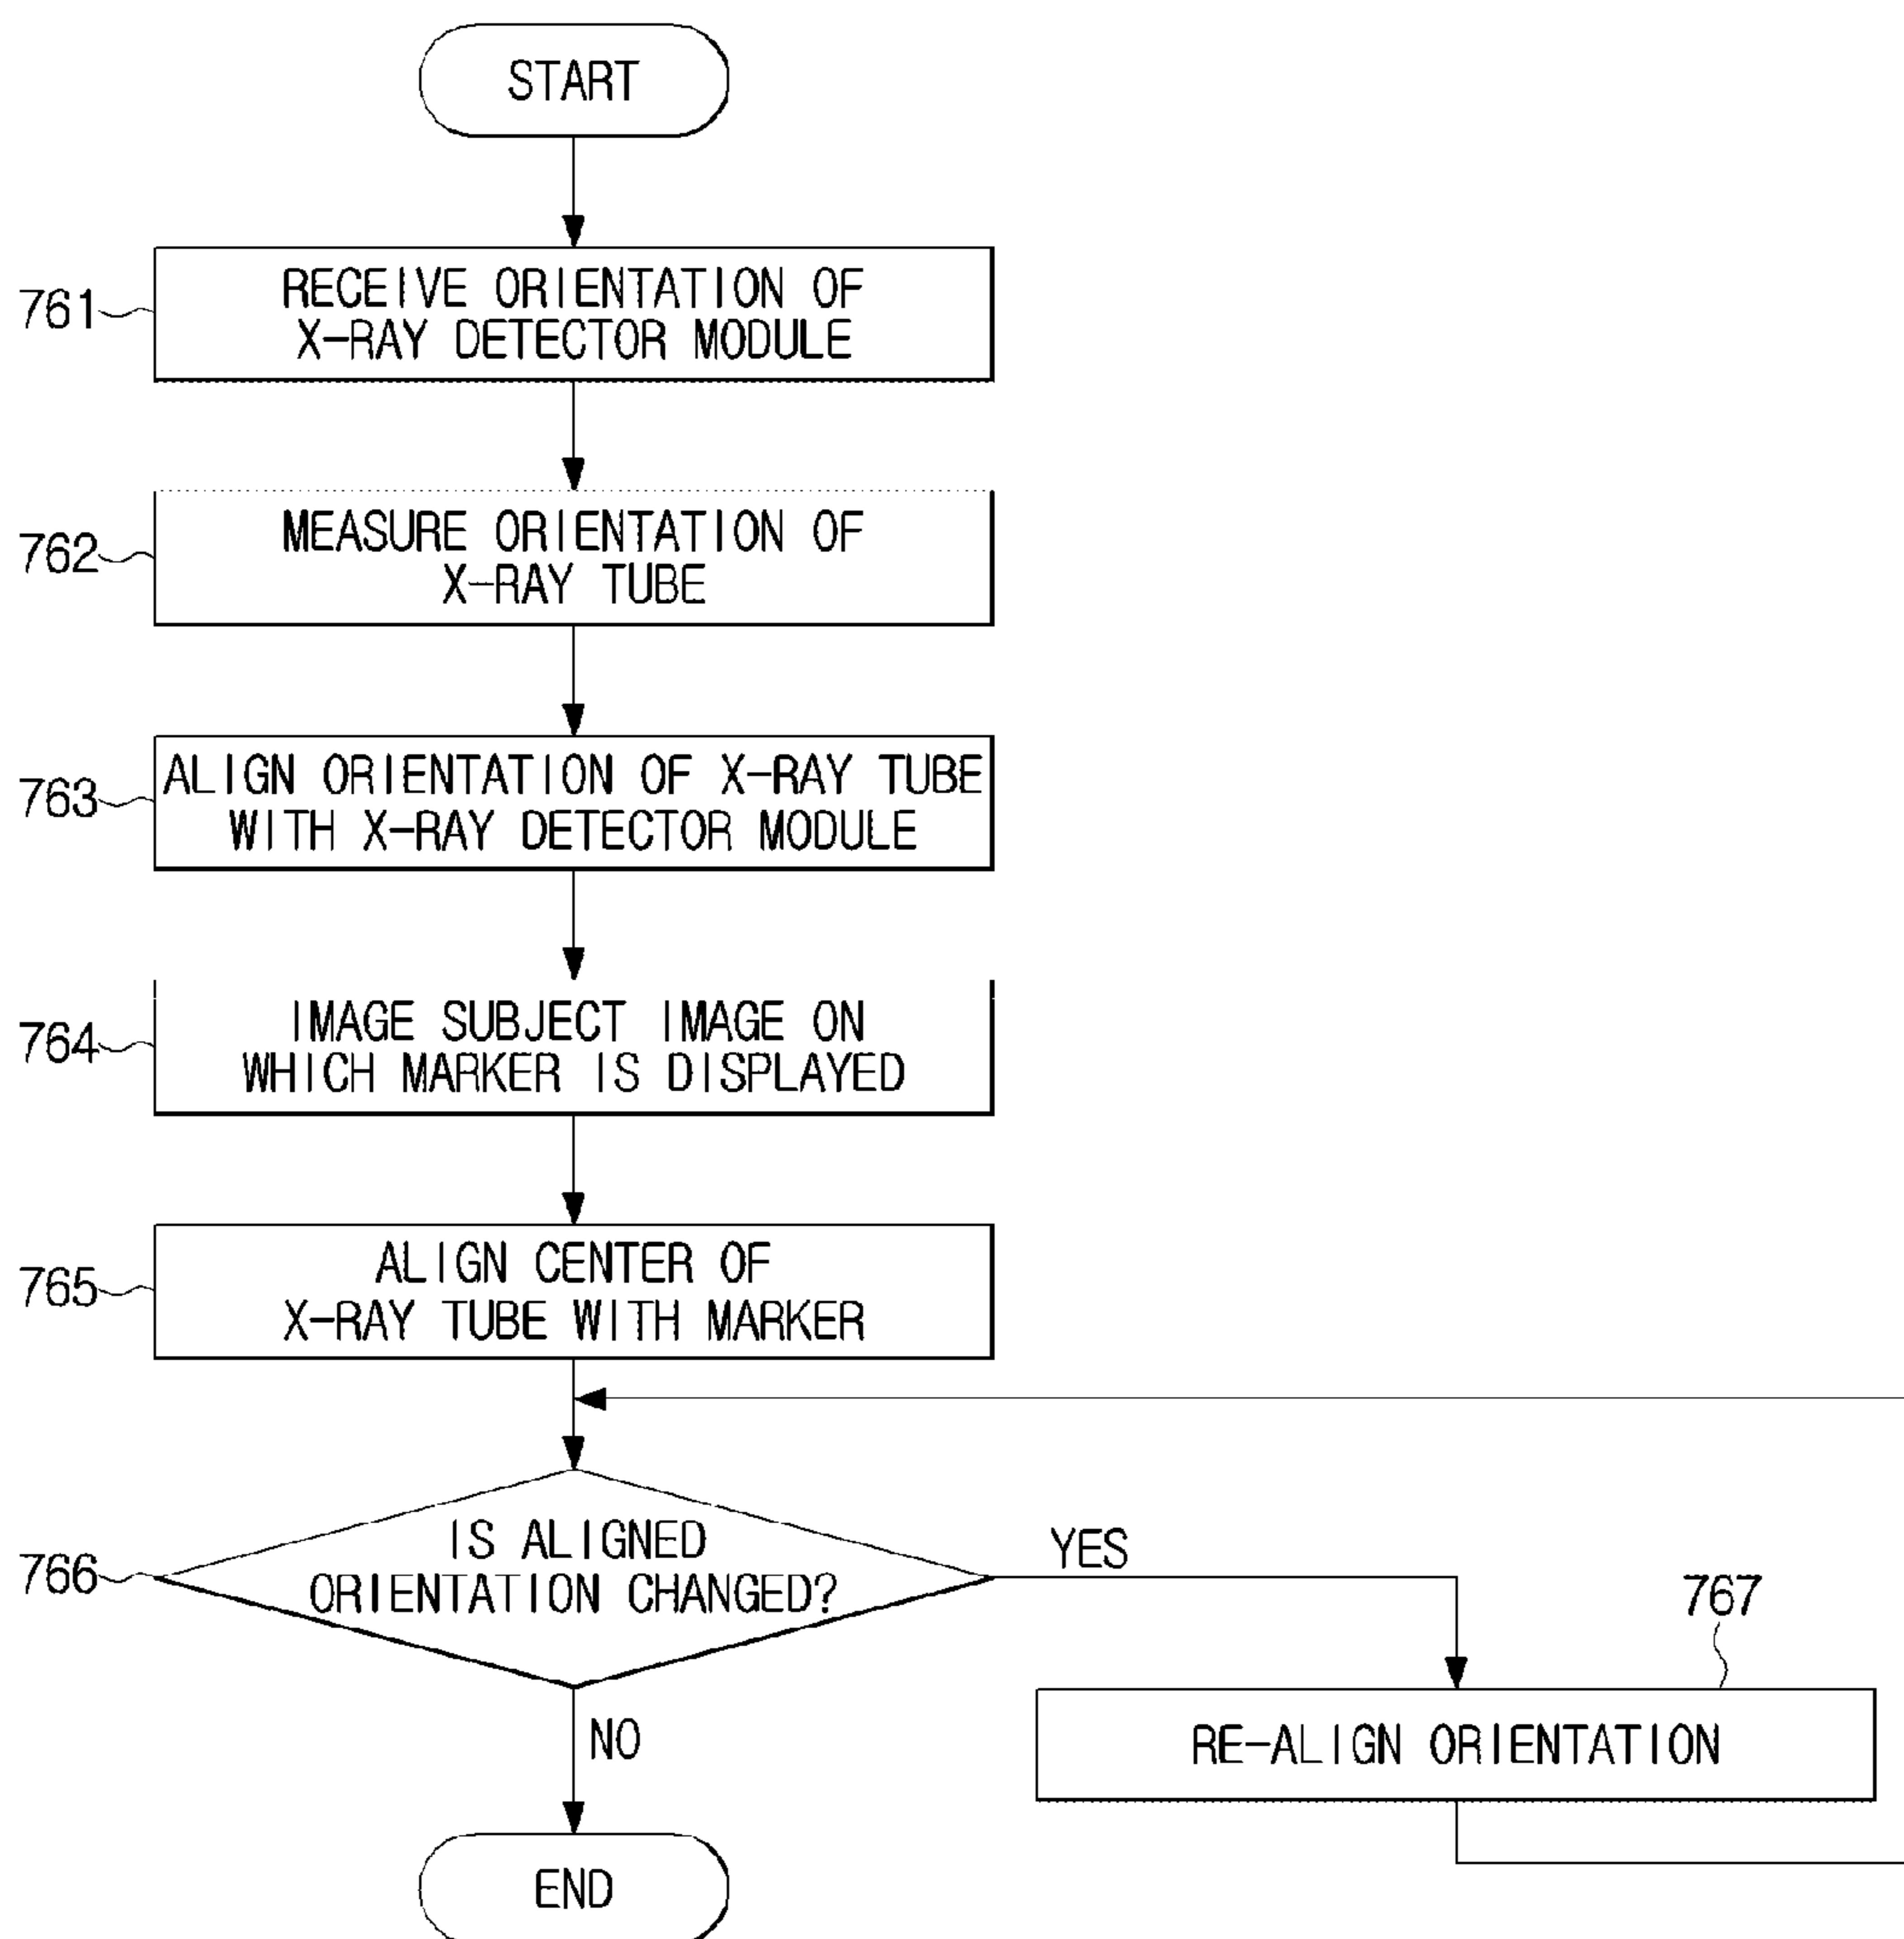 START
761
RECEIVE ORIENTATION OF
X-RAY DETECTOR MODULE
762
MEASURE ORIENTATION OF
X-RAY TUBE
763
ALIGN ORIENTATION OF X-RAY TUBE
WITH X-RAY DETECTOR MODULE
764
IMAGE SUBJECT IMAGE ON
WHICH MARKER IS DISPLAYED
765
ALIGN CENTER OF
X-RAY TUBE WITH MARKER
766
IS ALIGNED
ORIENTATION CHANGED?
YES
767
RE-ALIGN ORIENTATION
NO
END